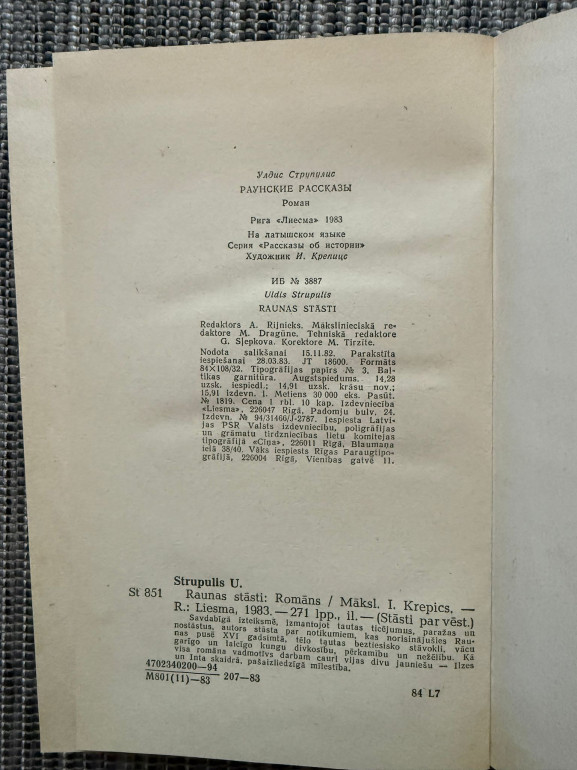 Улдис Струпулис
РАУНСКИЕ РАССКАЗЫ
Роман
Рига «Лиесма» 1983
На латышском языке
Серия «Рассказы об истории»
Художник И. Крепицс
ИБ № 3887
Uldis Strupulis
RAUNAS STĀSTI
Redaktors A. Rijnieks. Mākslinieciskā re-
daktore M. Dragūne. Tehniskā redaktore
G. Sļepkova. Korektore M. Tirzīte.
Nodota salikšanai 15.11.82. Parakstīta
iespiešanai 28.03.83. JT 18600. Formāts
84×108/32. Tipogrāfijas papīrs № 3. Bal-
tikas garnitūra. Augstspiedums. 14,28
uzsk. iespiedl.; 14,91 uzsk. krāsu nov.;
15,91 izdevn. l. Metiens 30 000 eks. Pasūt.
№ 1819. Cena 1 rbl. 10 kap. Izdevniecība
«Liesma», 226047 Rīgā, Padomju bulv. 24.
Izdevn. № 94/31466/J-2787. Iespiesta Latvi-
jas PSR Valsts izdevniecību, poligrāfijas
un grāmatu tirdzniecības lietu komitejas
tipogrāfijā «Cīņa», 226011 Rīgā, Blaumaņa
ielā 38/40. Vāks iespiests Rīgas Paraugtipo-
grāfijā, 226004 Rīgā, Vienības gatvē 11.
Strupulis U.
St 851 Raunas stāsti: Romāns / Māksl. I. Krepics. —
R.: Liesma, 1983. — 271 lpp., il. — (Stāsti par vēst.)
Savdabīgā izteiksmē, izmantojot tautas ticējumus, paražas un
nostāstus, autors stāsta par notikumiem, kas norisinājušies Rau-
nas pusē XVI gadsimtā, tēlo tautas beztiesisko stāvokli, vācu
garīgo un laicīgo kungu divkosību, pērkamību un nežēlību. Kā
visa romāna vadmotīvs darbam cauri vijas divu jauniešu — Ilzes
un Inta skaidrā, pašaizliedzīgā mīlestība.
4702340200—94
M801(11)—83 207—83
84 L7